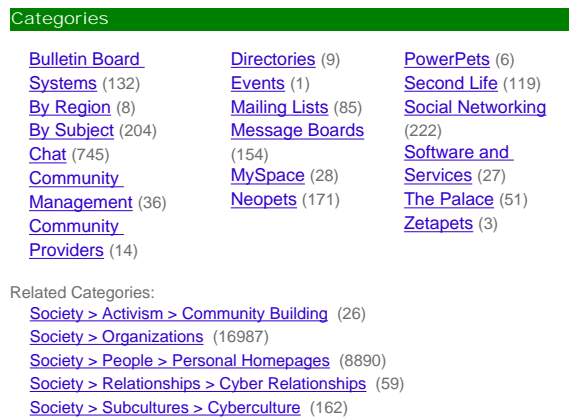 Categories
Bulletin Board
Systems (132)
By Region (8)
By Subject (204)
Chat (745)
Community
Management (36)
Community
Providers (14)
Directories (9)
Events (1)
Mailing Lists (85)
Message Boards
(154)
MySpace (28)
Neopets (171)
PowerPets (6)
Second Life (119)
Social Networking
(222)
Software and
Services (27)
The Palace (51)
Zetapets (3)
Related Categories:
Society > Activism > Community Building (26)
Society > Organizations (16987)
Society > People > Personal Homepages (8890)
Society > Relationships > Cyber Relationships (59)
Society > Subcultures > Cyberculture (162)